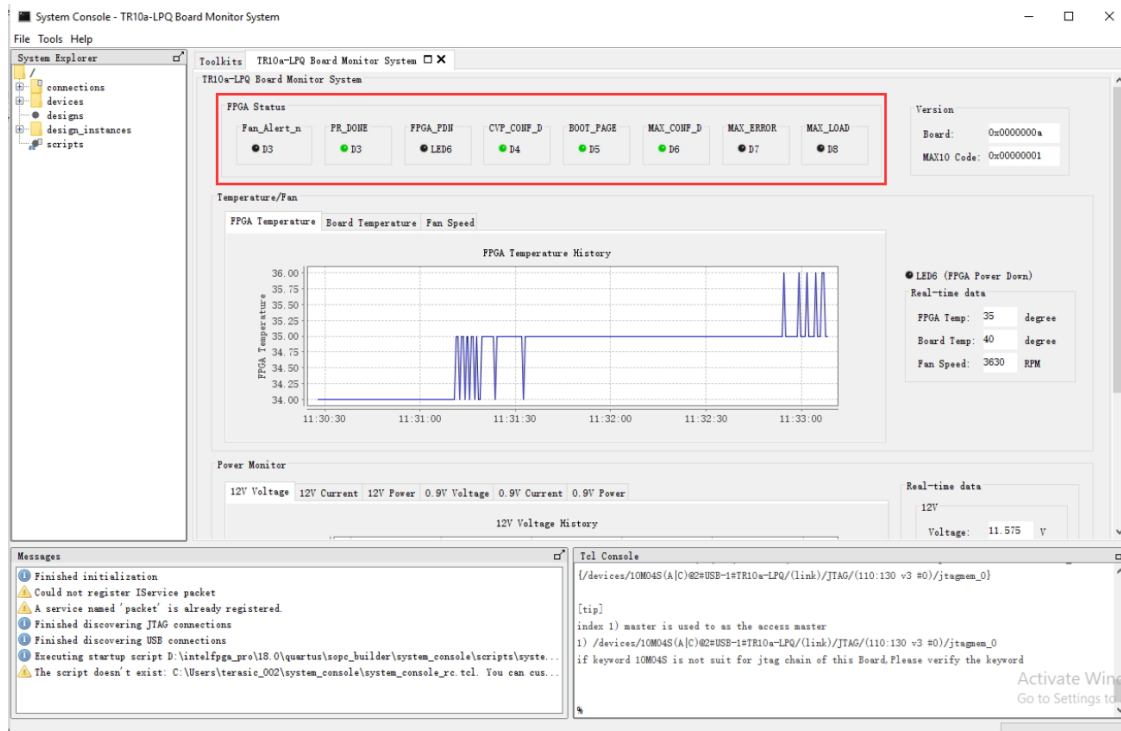 System Console - TR10a-LPQ Board Monitor System
File Tools Help
System Explorer
/
connections
devices
designs
design_instances
scripts
Toolkits TR10a-LPQ Board Monitor System
TR10a-LPQ Board Monitor System
FPGA Status
Fan_Alert_n PR_DONE FPGA_PDN CVP_CONF_D BOOT_PAGE MAX_CONF_D MAX_ERROR MAX_LOAD
D3 D3 LED6 D4 D5 D6 D7 D8
Version
Board: 0x0000000a
MAX10 Code: 0x00000001
Temperature/Fan
FPGA Temperature Board Temperature Fan Speed
FPGA Temperature History
FPGA Temperature
36.00
35.75
35.50
35.25
35.00
34.75
34.50
34.25
34.00
11:30:30 11:31:00 11:31:30 11:32:00 11:32:30 11:33:00
LED6 (FPGA Power Down)
Real-time data
FPGA Temp: 35 degree
Board Temp: 40 degree
Fan Speed: 3630 RPM
Power Monitor
12V Voltage 12V Current 12V Power 0.9V Voltage 0.9V Current 0.9V Power
12V Voltage History
Real-time data
12V
Voltage: 11.575 V
Messages
Finished initialization
Could not register IService packet
A service named 'packet' is already registered.
Finished discovering JTAG connections
Finished discovering USB connections
Executing startup script D:\intelfpga_pro\18.0\quartus\sopc_builder\system_console\scripts\syste...
The script doesn't exist: C:\Users\terasic_002\system_console\system_console_rc.tcl. You can cus...
Tcl Console
{/devices/10M04S(A|C)@2#USB-1#TR10a-LPQ/(link)/JTAG/(110:130 v3 #0)/jtagmem_0}
[tip]
index 1) master is used to as the access master
1) /devices/10M04S(A|C)@2#USB-1#TR10a-LPQ/(link)/JTAG/(110:130 v3 #0)/jtagmem_0
if keyword 10M04S is not suit for jtag chain of this Board,Please verify the keyword
%
Activate Win
Go to Settings to